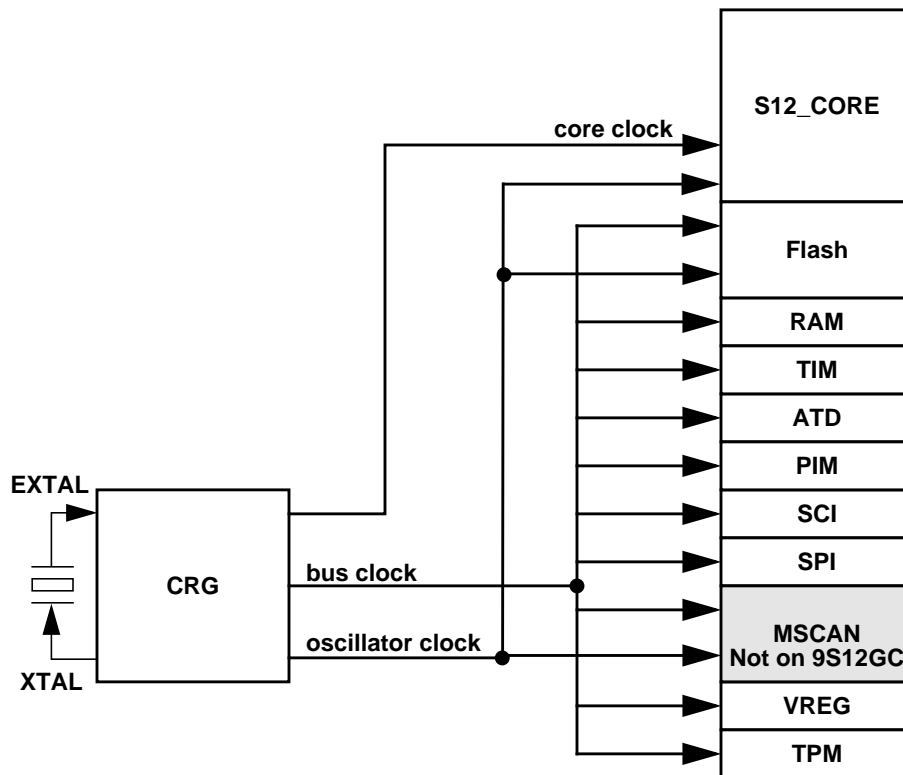 S12_CORE
core clock
Flash
RAM
TIM
ATD
PIM
EXTAL
SCI
SPI
CRG
bus clock
MSCAN
Not on 9S12GC
oscillator clock
XTAL
VREG
TPM